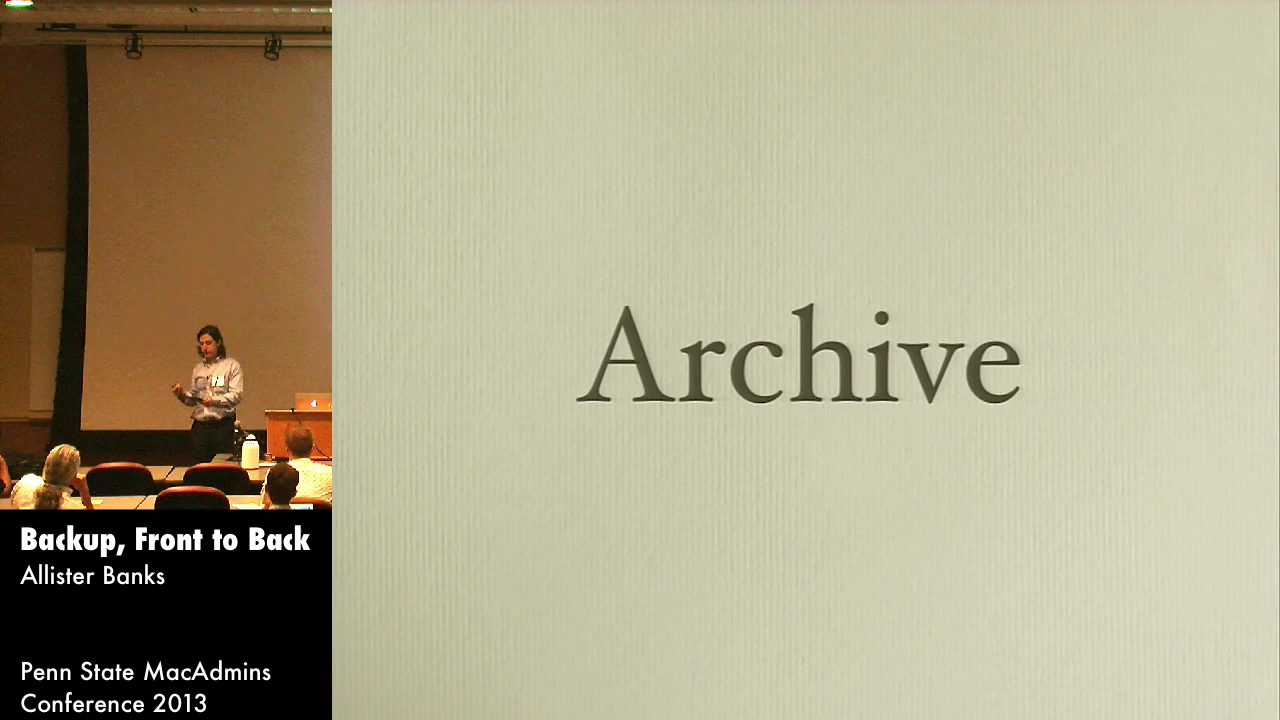 Archive
Backup, Front to Back
Allister Banks
Penn State MacAdmins
Conference 2013